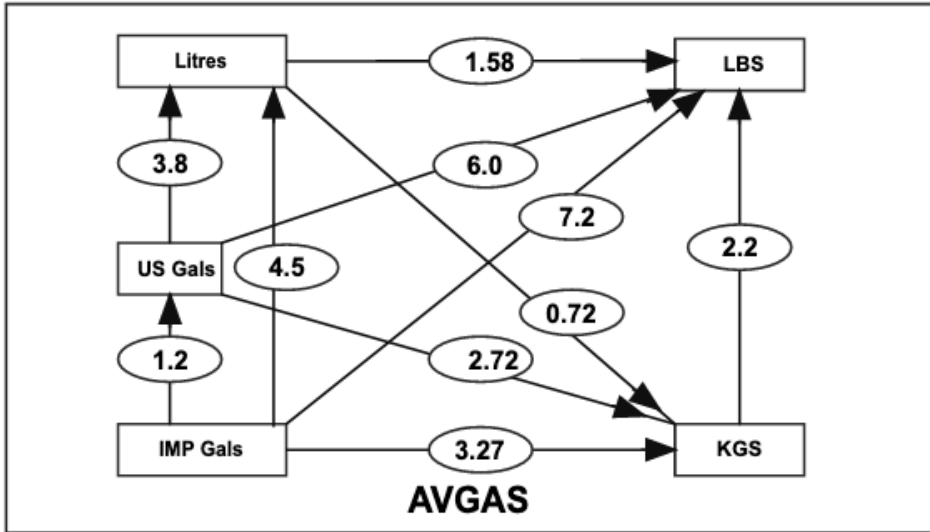 Litres
1.58
LBS
3.8
6.0
7.2
US Gals
4.5
2.2
0.72
1.2
2.72
IMP Gals
3.27
KGS
AVGAS